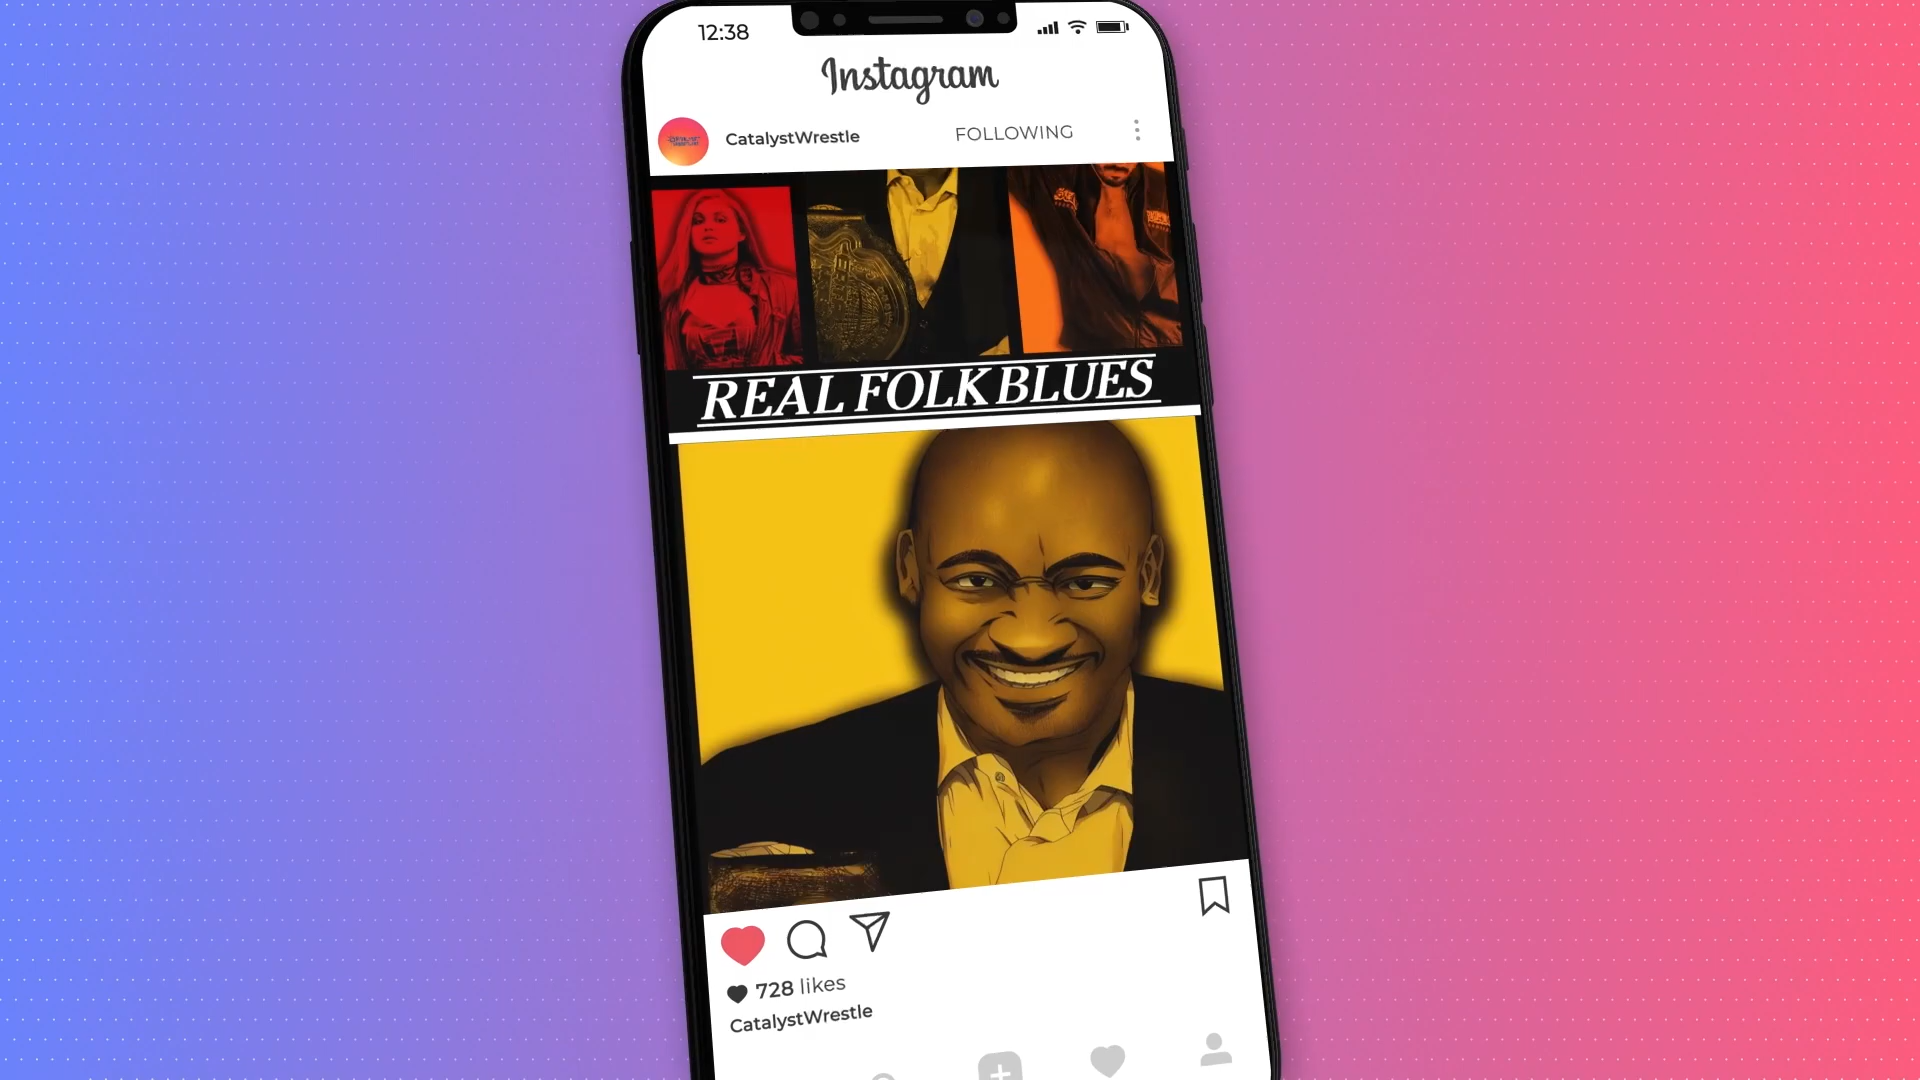 12:38
Instagram
CatalystWrestle
FOLLOWING
REAL FOLK BLUES
728 likes
CatalystWrestle